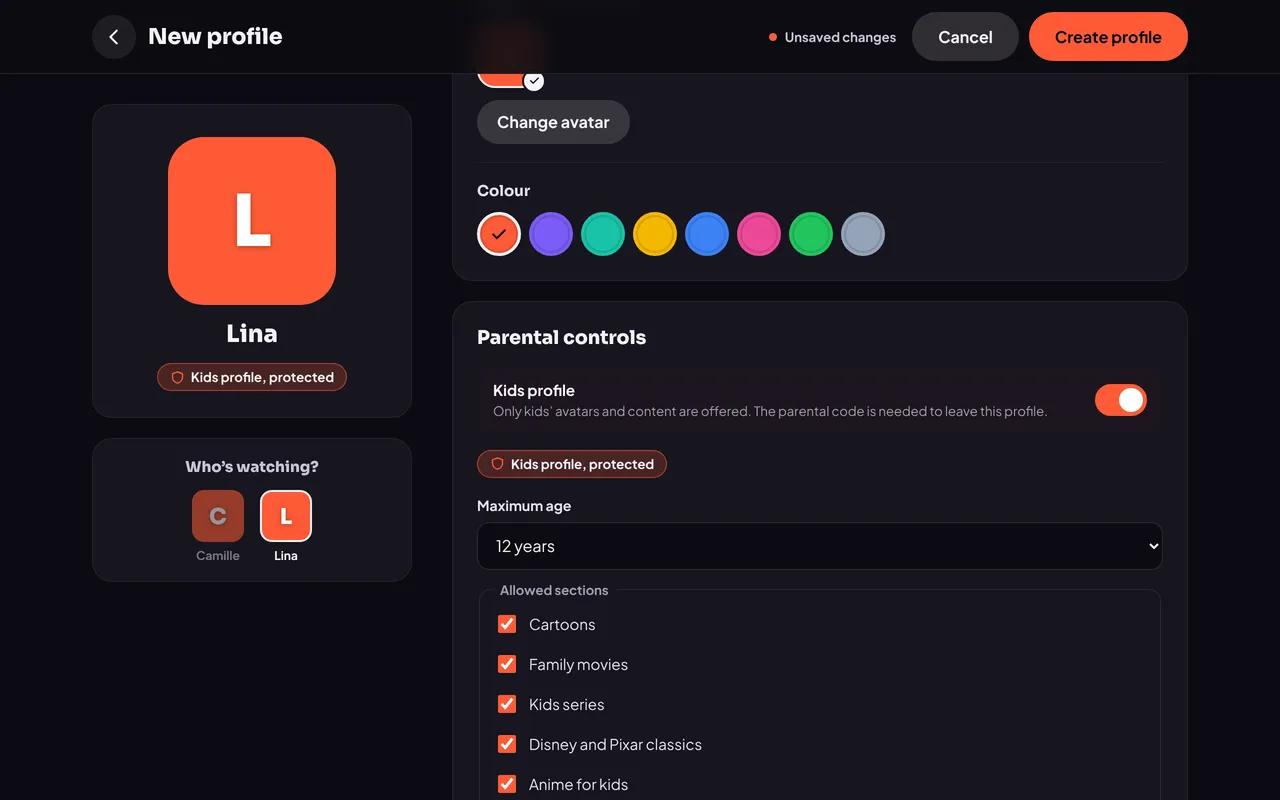 New profile
Unsaved changes
Cancel
Create profile
L
Lina
Kids profile, protected
Who's watching?
C
L
Camille
Lina
Change avatar
Colour
Parental controls
Kids profile
Only kids' avatars and content are offered. The parental code is needed to leave this profile.
Kids profile, protected
Maximum age
12 years
Allowed sections
Cartoons
Family movies
Kids series
Disney and Pixar classics
Anime for kids